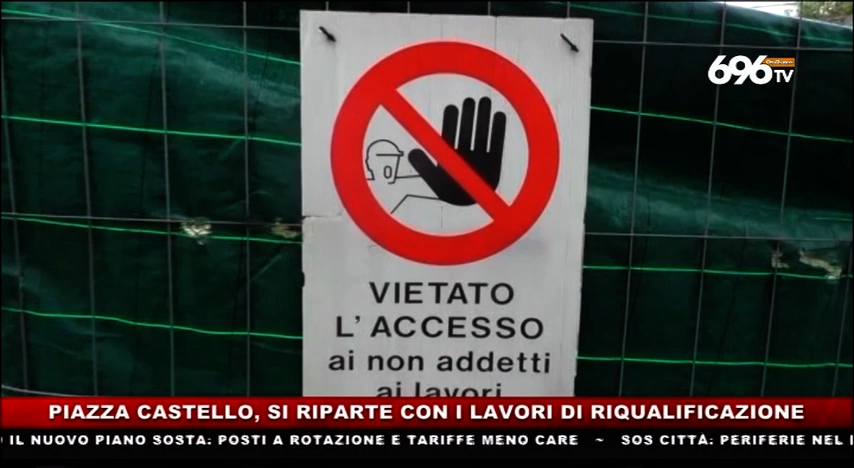 696 TV
VIETATO
L'ACCESSO
ai non addetti
ai lavori
PIAZZA CASTELLO, SI RIPARTE CON I LAVORI DI RIQUALIFICAZIONE
IL NUOVO PIANO SOSTA: POSTI A ROTAZIONE E TARIFFE MENO CARE ~ SOS CITTÀ: PERIFERIE NEL